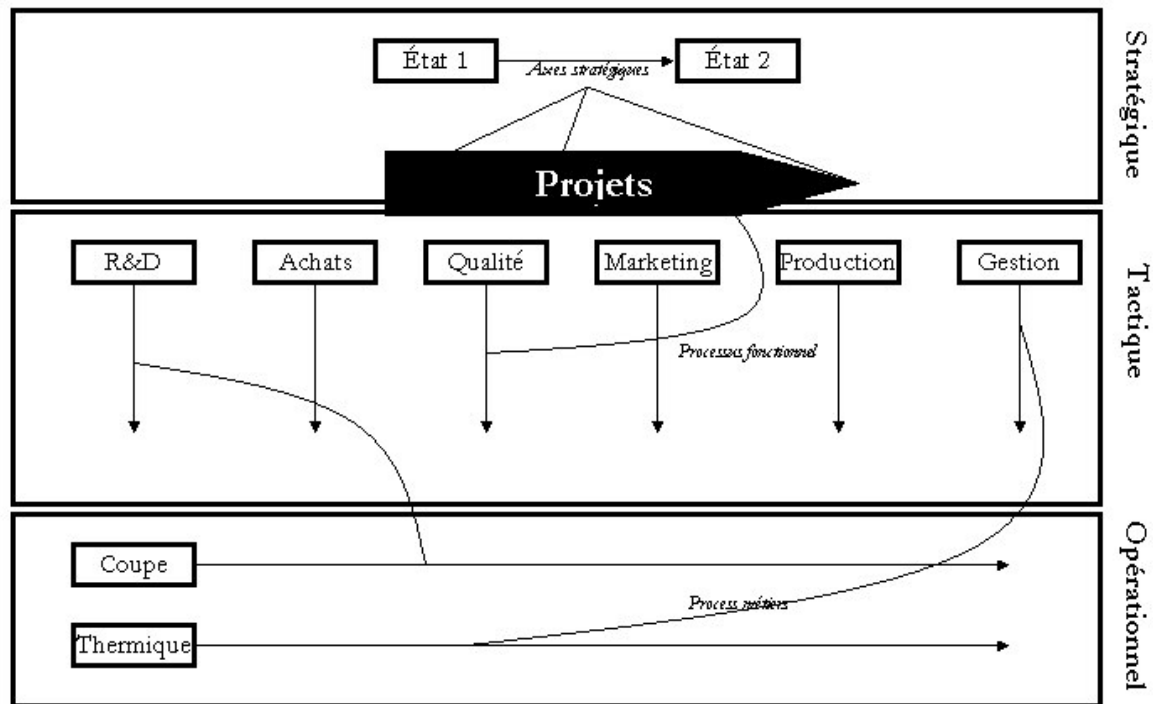 État 1
Axes stratégiques
État 2
Projets
Stratégique
R&D
Achats
Qualité
Marketing
Production
Gestion
Processus fonctionnel
Tactique
Coupe
Process métiers
Thermique
Opérationnel